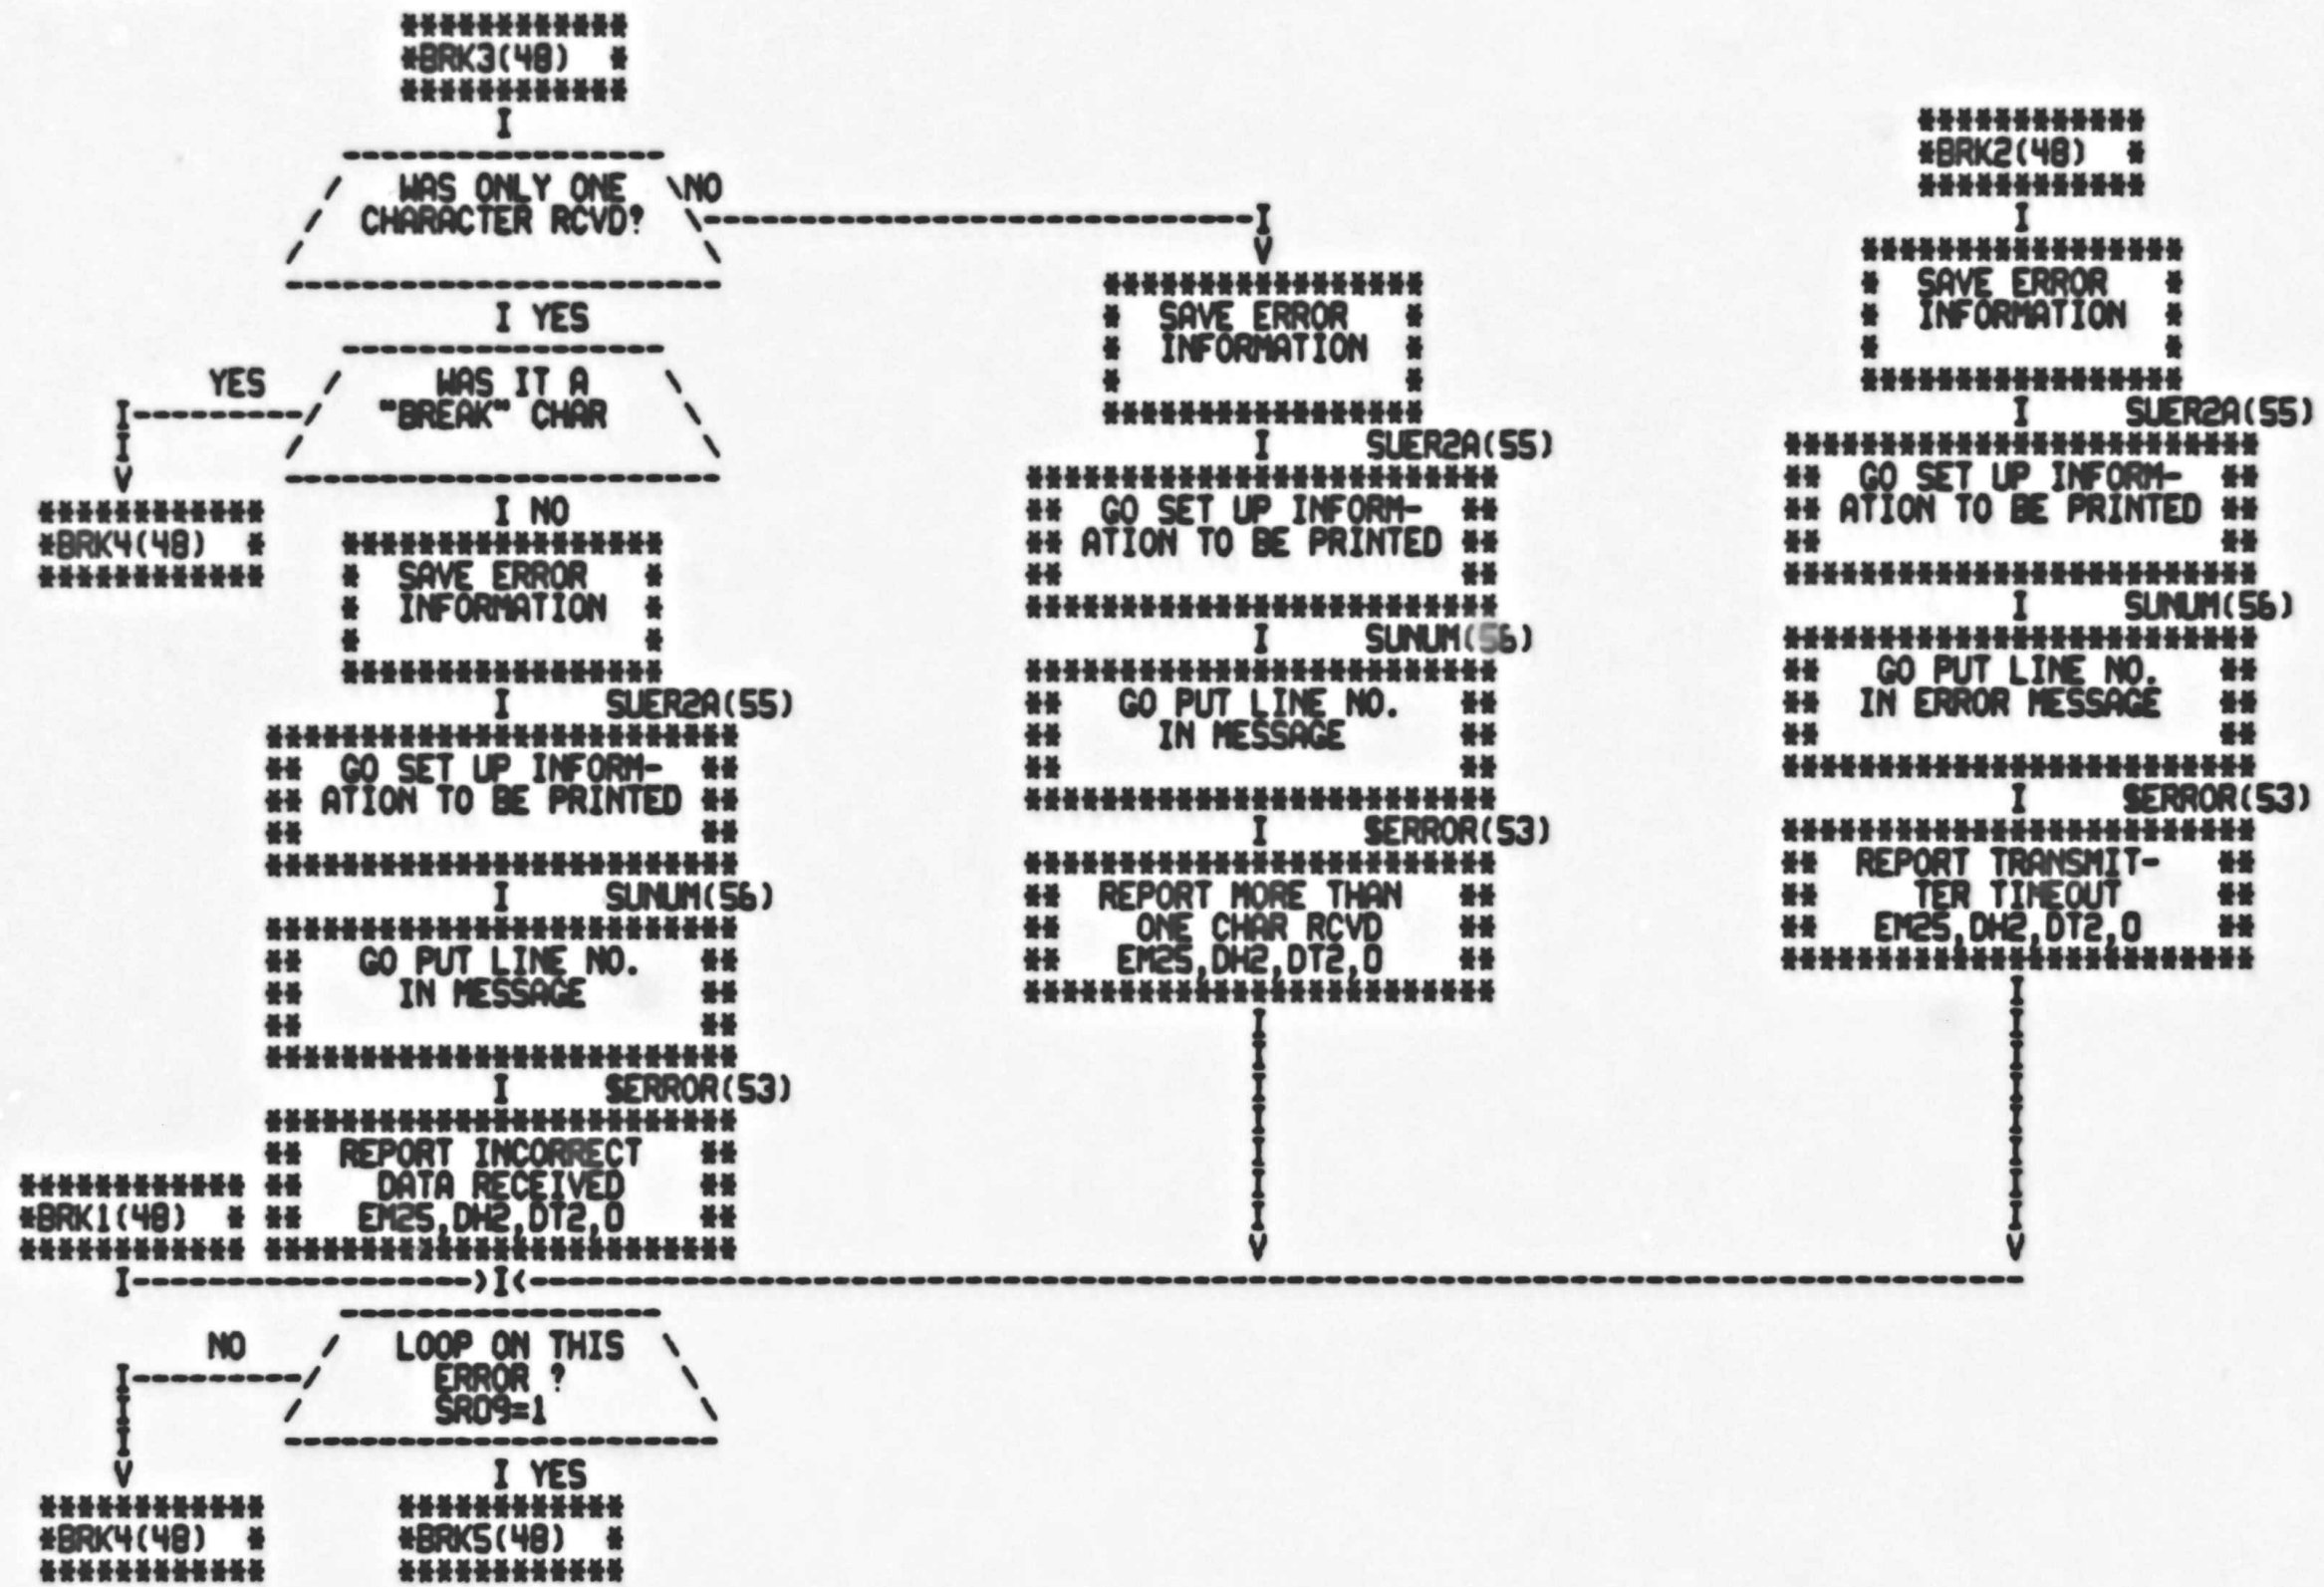 *BRK3(48) *
WAS ONLY ONE
CHARACTER RCVD?
NO
YES
WAS IT A
"BREAK" CHAR
YES
*BRK4(48) *
NO
SAVE ERROR
INFORMATION
SUER2A(55)
GO SET UP INFORM-
ATION TO BE PRINTED
SUNUM(56)
GO PUT LINE NO.
IN MESSAGE
$ERROR(53)
REPORT INCORRECT
DATA RECEIVED
EM25,DH2,DT2,0
*BRK1(48) *
LOOP ON THIS
ERROR ?
SR09=1
NO
*BRK4(48) *
YES
*BRK5(48) *
SAVE ERROR
INFORMATION
SUER2A(55)
GO SET UP INFORM-
ATION TO BE PRINTED
SUNUM(56)
GO PUT LINE NO.
IN MESSAGE
$ERROR(53)
REPORT MORE THAN
ONE CHAR RCVD
EM25,DH2,DT2,0
*BRK2(48) *
SAVE ERROR
INFORMATION
SUER2A(55)
GO SET UP INFORM-
ATION TO BE PRINTED
SUNUM(56)
GO PUT LINE NO.
IN ERROR MESSAGE
$ERROR(53)
REPORT TRANSMIT-
TER TIMEOUT
EM25,DH2,DT2,0